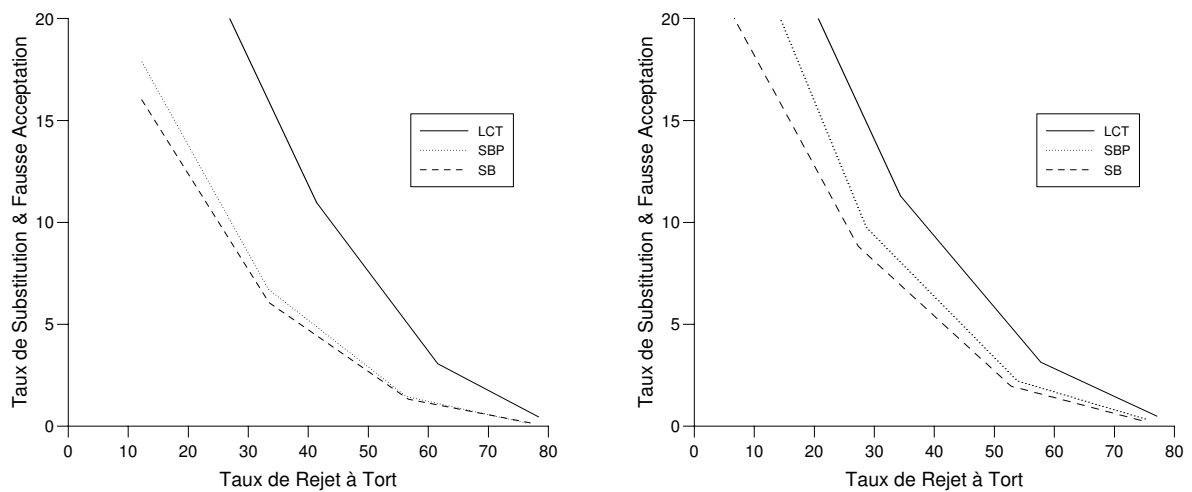 Taux de Substitution & Fausse Acceptation
20
15
10
5
0
0 10 20 30 40 50 60 70 80
Taux de Rejet à Tort
LCT
SBP
SB
Taux de Substitution & Fausse Acceptation
20
15
10
5
0
0 10 20 30 40 50 60 70 80
Taux de Rejet à Tort
LCT
SBP
SB